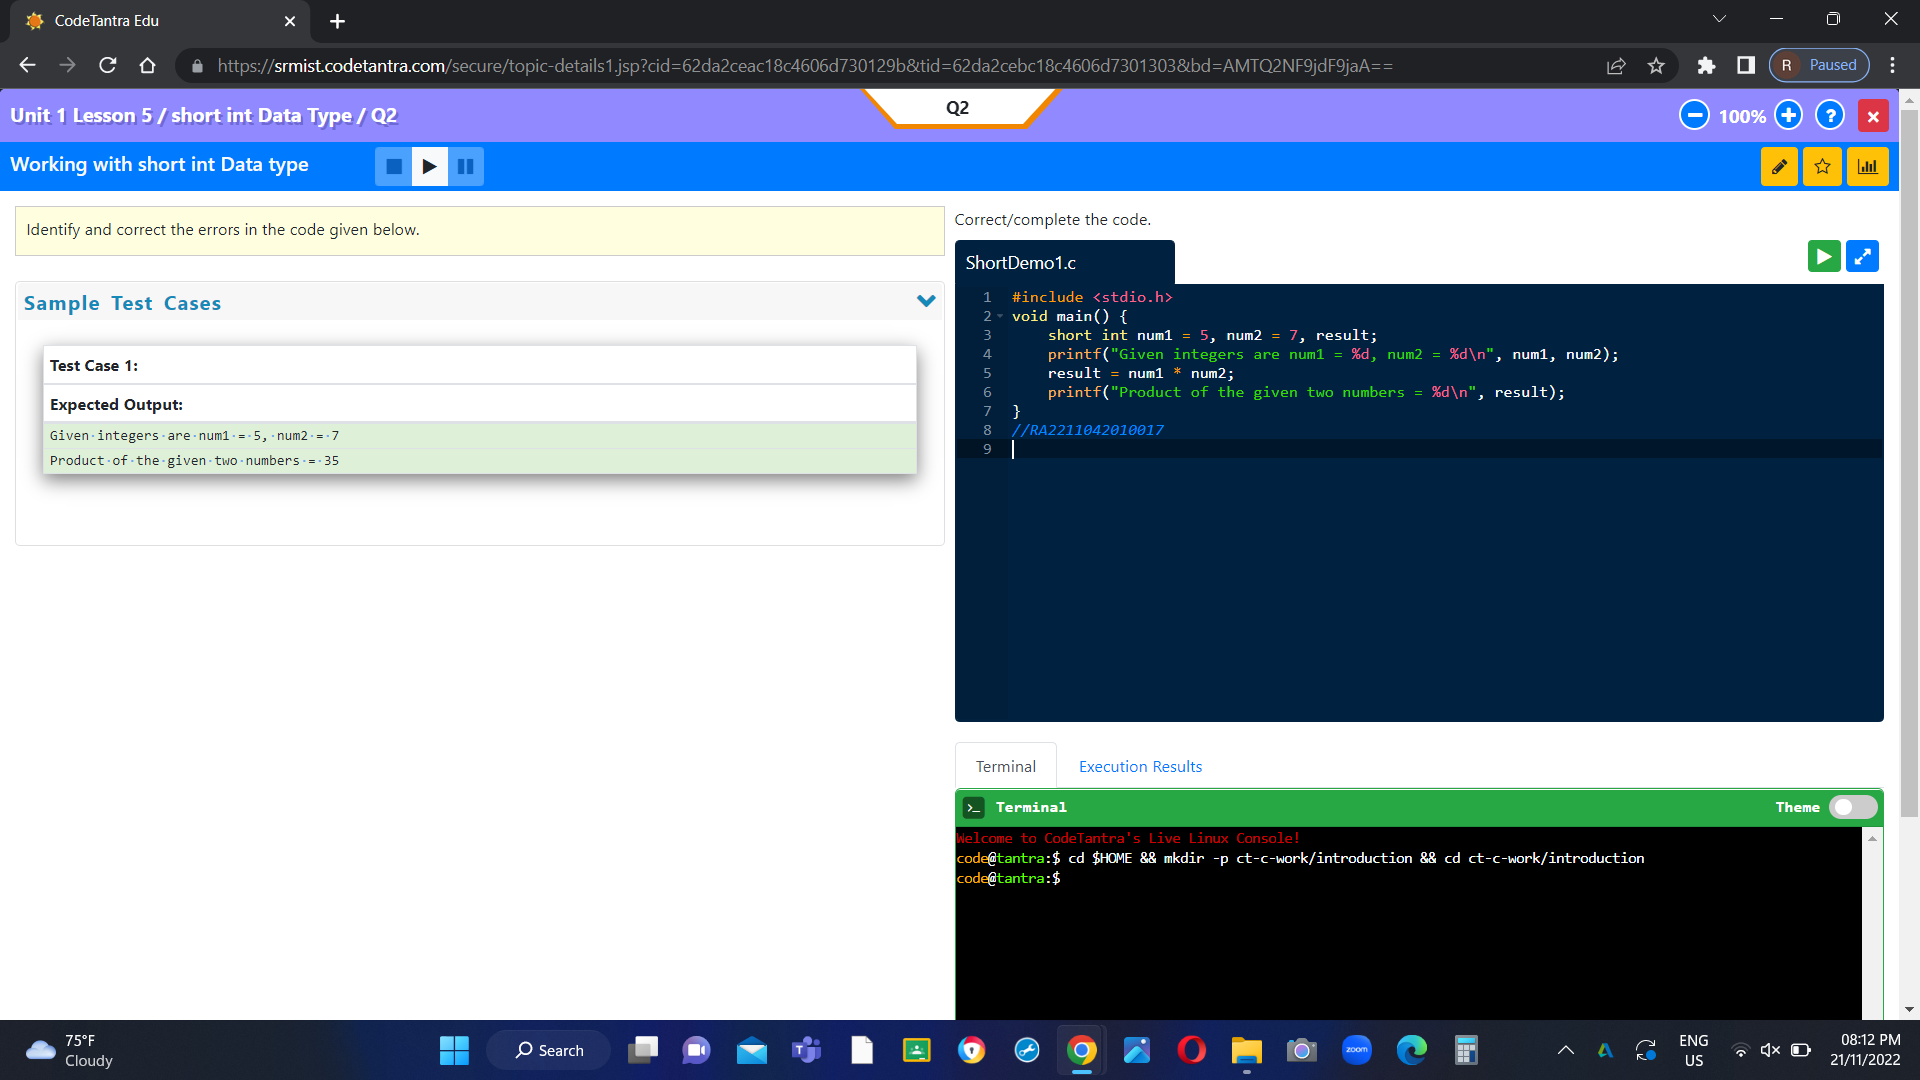 CodeTantra Edu
https://srmist.codetantra.com/secure/topic-details1.jsp?cid=62da2ceac18c4606d730129b&tid=62da2cebc18c4606d7301303&bd=AMTQ2NF9jdF9jaA==
R Paused
Unit 1 Lesson 5 / short int Data Type / Q2
Q2
100%
?
Working with short int Data type
Identify and correct the errors in the code given below.
Sample Test Cases
Test Case 1:
Expected Output:
Given·integers·are·num1·=·5,·num2·=·7
Product·of·the·given·two·numbers·=·35
Correct/complete the code.
ShortDemo1.c
1 #include <stdio.h>
2 void main() {
3 short int num1 = 5, num2 = 7, result;
4 printf("Given integers are num1 = %d, num2 = %d\n", num1, num2);
5 result = num1 * num2;
6 printf("Product of the given two numbers = %d\n", result);
7 }
8 //RA2211042010017
9
Terminal
Execution Results
>_ Terminal
Theme
Welcome to CodeTantra's Live Linux Console!
code@tantra:$ cd $HOME && mkdir -p ct-c-work/introduction && cd ct-c-work/introduction
code@tantra:$
75°F
Cloudy
Search
zoom
ENG
US
08:12 PM
21/11/2022